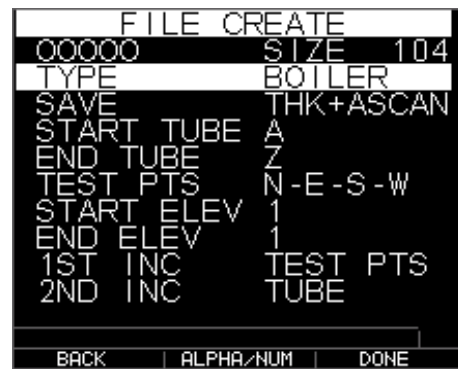 FILE CREATE
OOOOO SIZE 104
TYPE BOILER
SAVE THK+ASCAN
START TUBE A
END TUBE Z
TEST PTS N-E-S-W
START ELEV 1
END ELEV 1
1ST INC TEST PTS
2ND INC TUBE
BACK | ALPHA/NUM | DONE